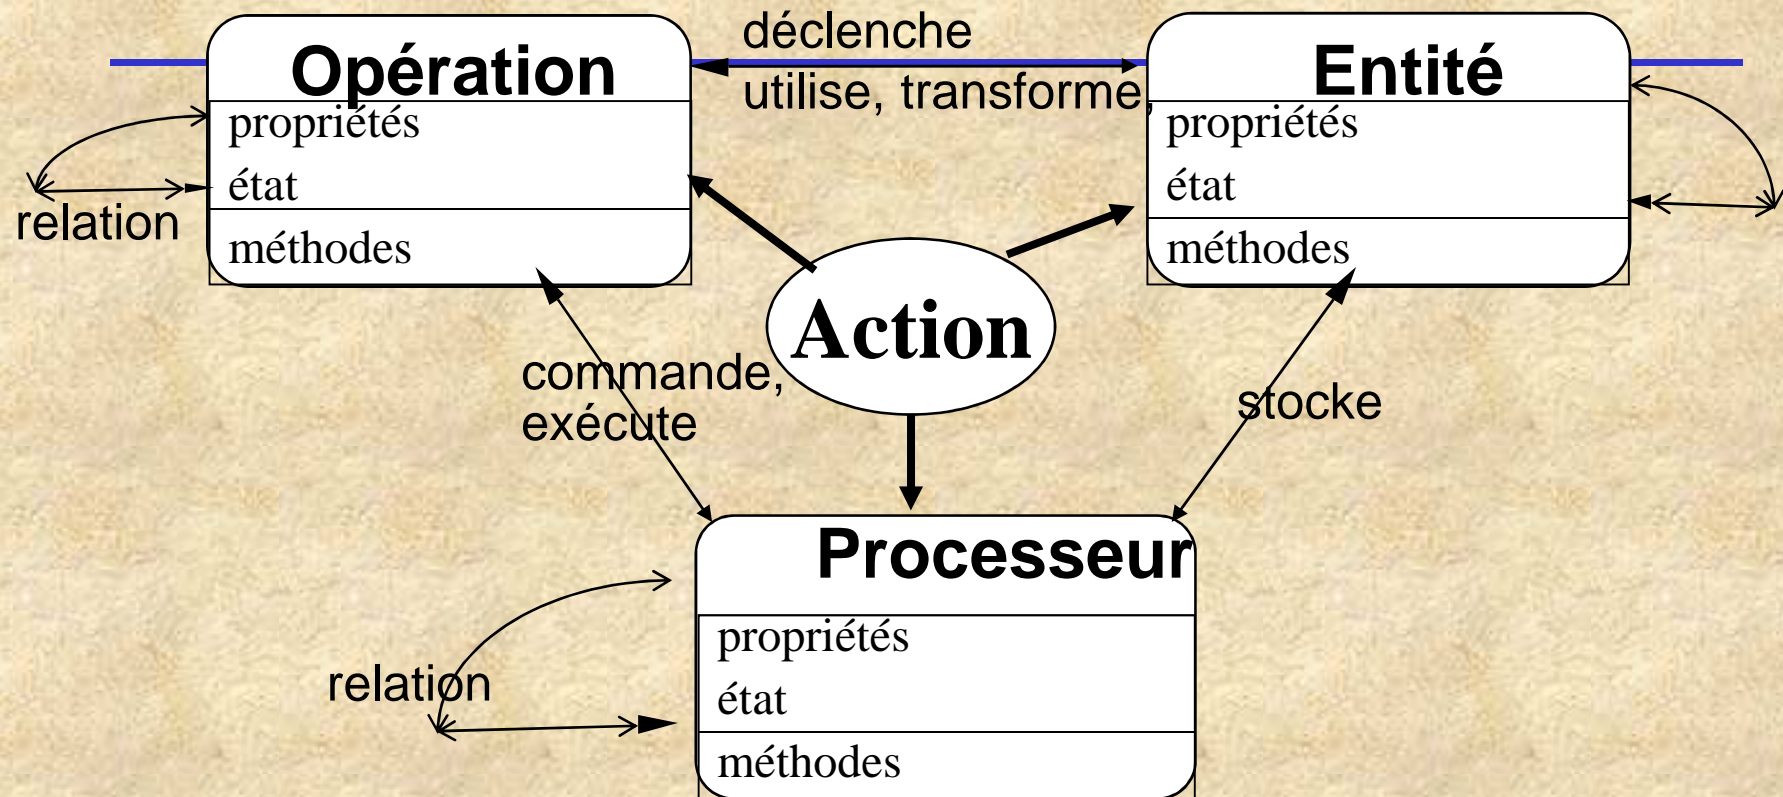 déclenche
utilise, transforme,
Opération
propriétés
état
méthodes
relation
Entité
propriétés
état
méthodes
Action
commande,
exécute
stocke
Processeur
propriétés
état
méthodes
relation